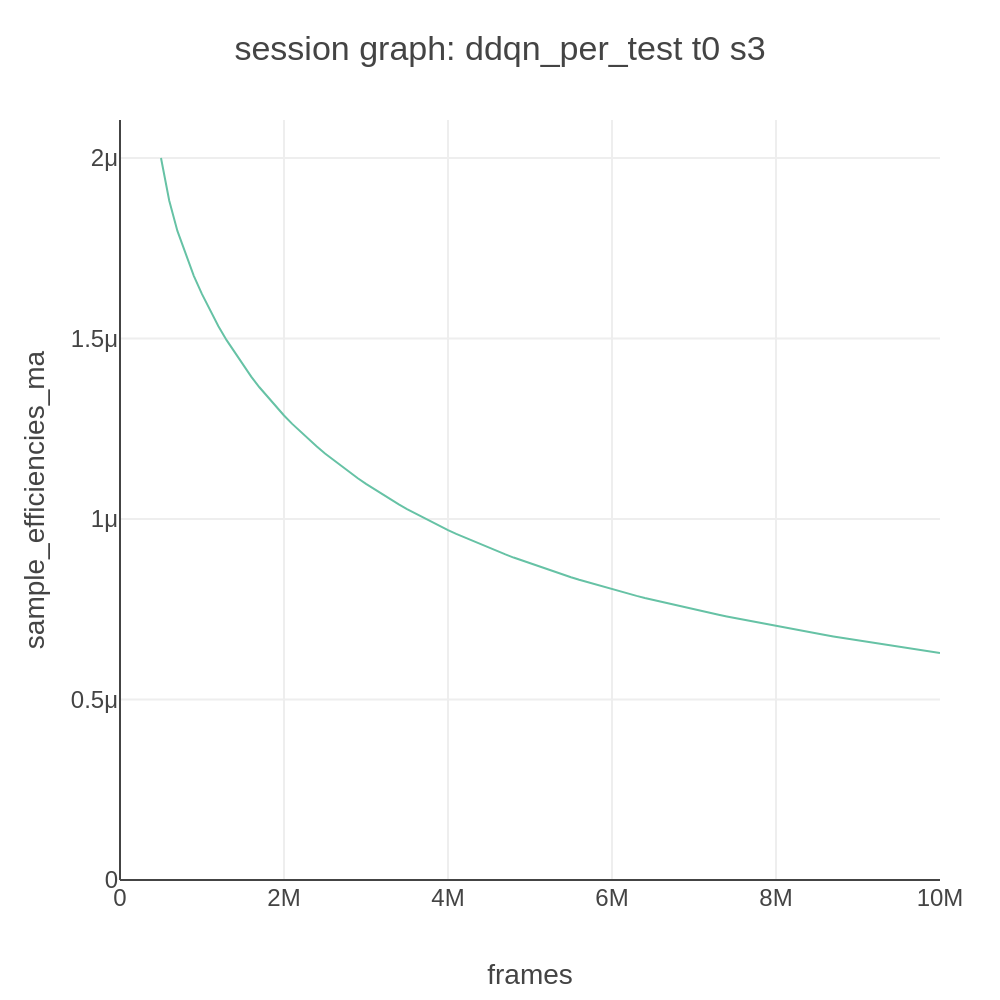 session graph: ddqn_per_test t0 s3
sample_efficiencies_ma
2μ
1.5μ
1μ
0.5μ
0
0 2M 4M 6M 8M 10M
frames